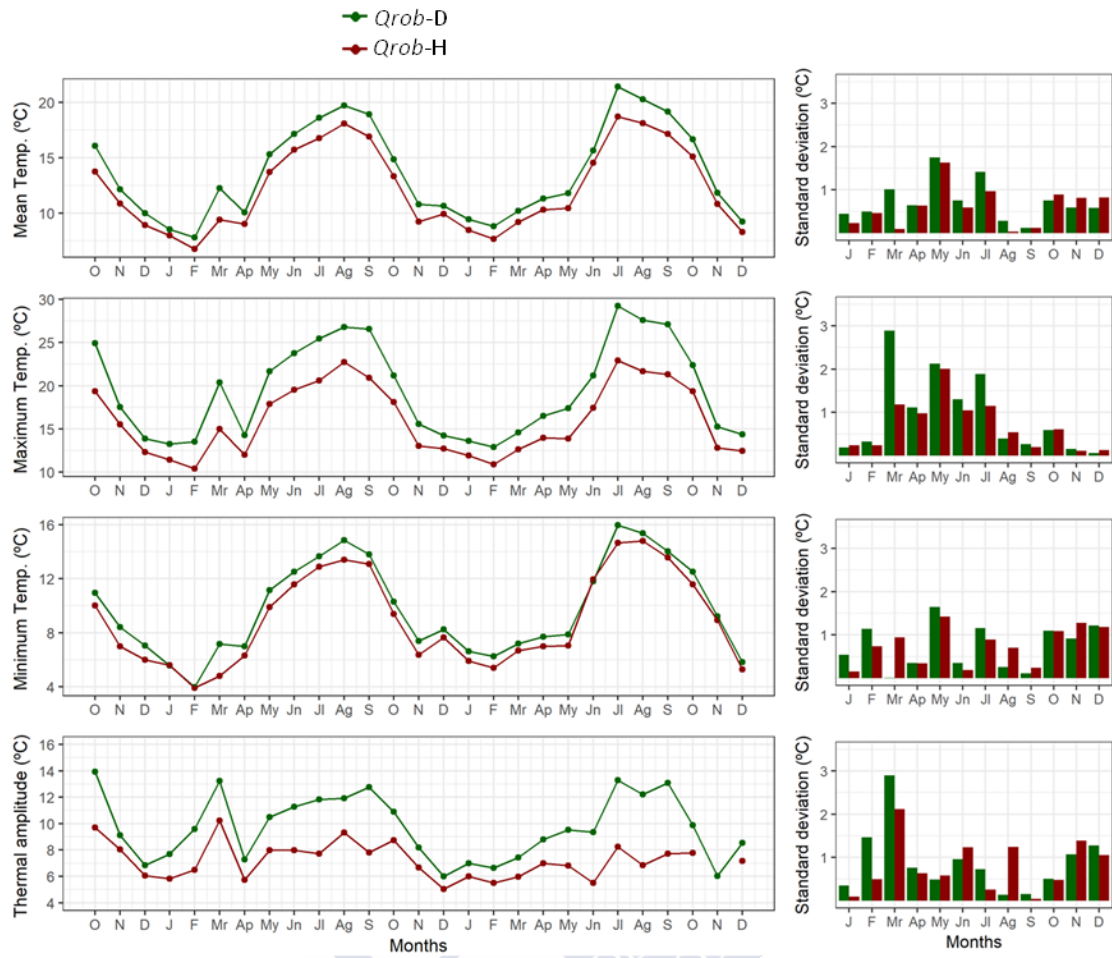 Qrob-D
Qrob-H
Mean Temp. (ºC)
20
15
10
O N D J F Mr Ap My Jn Jl Ag S O N D J F Mr Ap My Jn Jl Ag S O N D
Standard deviation (ºC)
3
2
1
J F Mr Ap My Jn Jl Ag S O N D
Maximum Temp. (ºC)
30
25
20
15
10
O N D J F Mr Ap My Jn Jl Ag S O N D J F Mr Ap My Jn Jl Ag S O N D
Standard deviation (ºC)
3
2
1
J F Mr Ap My Jn Jl Ag S O N D
Minimum Temp. (ºC)
16
12
8
4
O N D J F Mr Ap My Jn Jl Ag S O N D J F Mr Ap My Jn Jl Ag S O N D
Standard deviation (ºC)
3
2
1
J F Mr Ap My Jn Jl Ag S O N D
Thermal amplitude (ºC)
16
14
12
10
8
6
4
O N D J F Mr Ap My Jn Jl Ag S O N D J F Mr Ap My Jn Jl Ag S O N D
Months
Standard deviation (ºC)
3
2
1
J F Mr Ap My Jn Jl Ag S O N D
Months